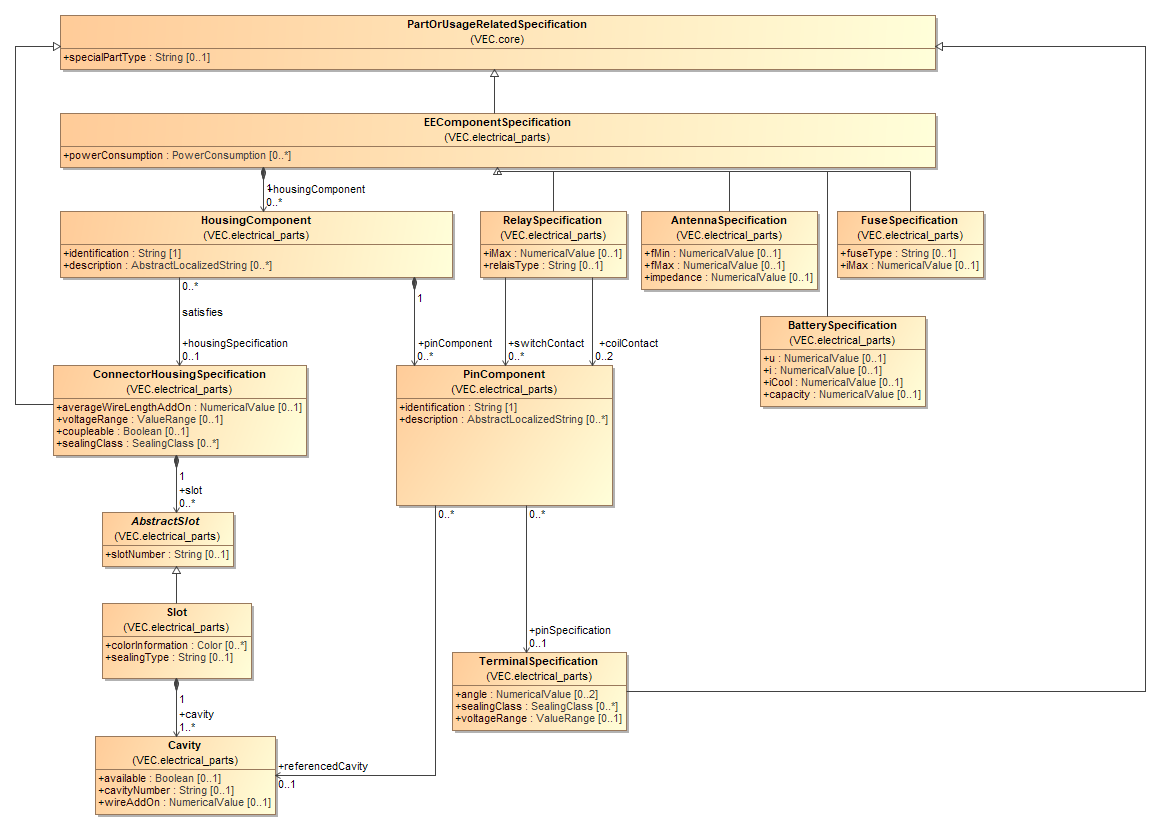 PartOrUsageRelatedSpecification
(VEC.core)
+specialPartType : String [0..1]
EEComponentSpecification
(VEC.electrical_parts)
+powerConsumption : PowerConsumption [0..*]
1
+housingComponent
0..*
HousingComponent
(VEC.electrical_parts)
+identification : String [1]
+description : AbstractLocalizedString [0..*]
RelaySpecification
(VEC.electrical_parts)
+iMax : NumericalValue [0..1]
+relaisType : String [0..1]
AntennaSpecification
(VEC.electrical_parts)
+fMin : NumericalValue [0..1]
+fMax : NumericalValue [0..1]
+impedance : NumericalValue [0..1]
FuseSpecification
(VEC.electrical_parts)
+fuseType : String [0..1]
+iMax : NumericalValue [0..1]
0..*
satisfies
+housingSpecification
0..1
1
+pinComponent
0..*
+switchContact
0..*
+coilContact
0..2
BatterySpecification
(VEC.electrical_parts)
+u : NumericalValue [0..1]
+i : NumericalValue [0..1]
+iCool : NumericalValue [0..1]
+capacity : NumericalValue [0..1]
ConnectorHousingSpecification
(VEC.electrical_parts)
+averageWireLengthAddOn : NumericalValue [0..1]
+voltageRange : ValueRange [0..1]
+coupleable : Boolean [0..1]
+sealingClass : SealingClass [0..*]
PinComponent
(VEC.electrical_parts)
+identification : String [1]
+description : AbstractLocalizedString [0..*]
1
+slot
0..*
AbstractSlot
(VEC.electrical_parts)
+slotNumber : String [0..1]
0..*
0..*
Slot
(VEC.electrical_parts)
+colorInformation : Color [0..*]
+sealingType : String [0..1]
+pinSpecification
0..1
TerminalSpecification
(VEC.electrical_parts)
+angle : NumericalValue [0..2]
+sealingClass : SealingClass [0..*]
+voltageRange : ValueRange [0..1]
1
+cavity
1..*
Cavity
(VEC.electrical_parts)
+available : Boolean [0..1]
+cavityNumber : String [0..1]
+wireAddOn : NumericalValue [0..1]
+referencedCavity
0..1